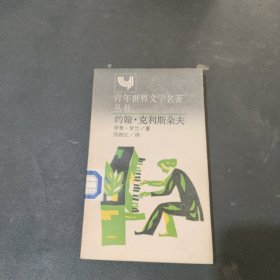 青年世界文学名著
丛书
约翰·克利斯朵夫
罗曼·罗兰／著
／译